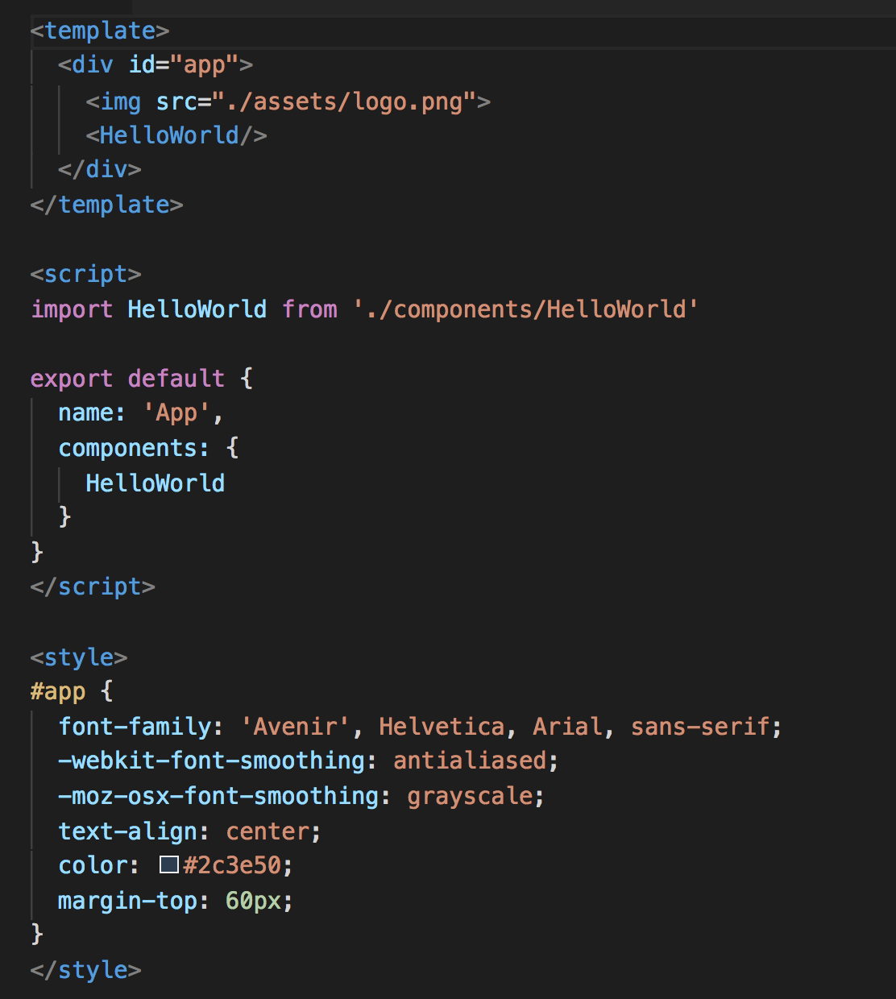 <template>
  <div id="app">
    <img src="./assets/logo.png">
    <HelloWorld/>
  </div>
</template>

<script>
import HelloWorld from './components/HelloWorld'

export default {
  name: 'App',
  components: {
    HelloWorld
  }
}
</script>

<style>
#app {
  font-family: 'Avenir', Helvetica, Arial, sans-serif;
  -webkit-font-smoothing: antialiased;
  -moz-osx-font-smoothing: grayscale;
  text-align: center;
  color: #2c3e50;
  margin-top: 60px;
}
</style>